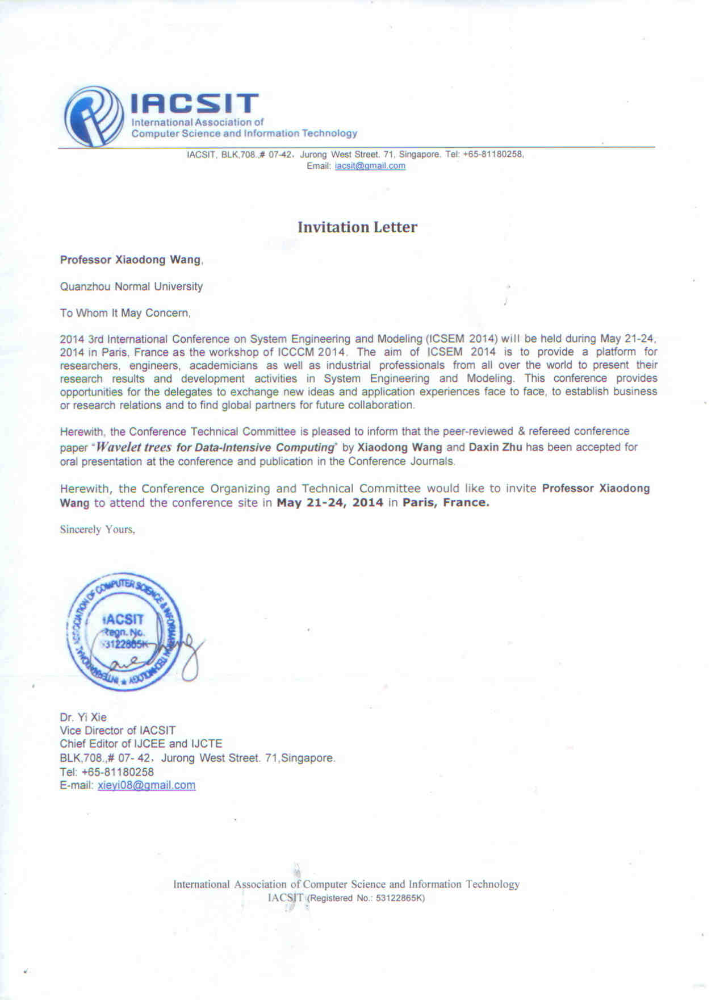 IACSIT
International Association of
Computer Science and Information Technology
IACSIT, BLK,708.,# 07-42，Jurong West Street. 71, Singapore. Tel: +65-81180258,
Email: iacsit@gmail.com
Invitation Letter
Professor Xiaodong Wang,
Quanzhou Normal University
To Whom It May Concern,
2014 3rd International Conference on System Engineering and Modeling (ICSEM 2014) will be held during May 21-24,
2014 in Paris, France as the workshop of ICCCM 2014. The aim of ICSEM 2014 is to provide a platform for
researchers, engineers, academicians as well as industrial professionals from all over the world to present their
research results and development activities in System Engineering and Modeling. This conference provides
opportunities for the delegates to exchange new ideas and application experiences face to face, to establish business
or research relations and to find global partners for future collaboration.
Herewith, the Conference Technical Committee is pleased to inform that the peer-reviewed & refereed conference
paper "Wavelet trees for Data-Intensive Computing" by Xiaodong Wang and Daxin Zhu has been accepted for
oral presentation at the conference and publication in the Conference Journals.
Herewith, the Conference Organizing and Technical Committee would like to invite Professor Xiaodong
Wang to attend the conference site in May 21-24, 2014 in Paris, France.
Sincerely Yours,
INTERNATIONAL ASSOCIATION OF COMPUTER SCIENCE & INFORMATION TECHNOLOGY ★
IACSIT
Regn. No.
53122865K
Dr. Yi Xie
Vice Director of IACSIT
Chief Editor of IJCEE and IJCTE
BLK,708.,# 07- 42，Jurong West Street. 71,Singapore.
Tel: +65-81180258
E-mail: xieyi08@gmail.com
International Association of Computer Science and Information Technology
IACSIT (Registered No.: 53122865K)